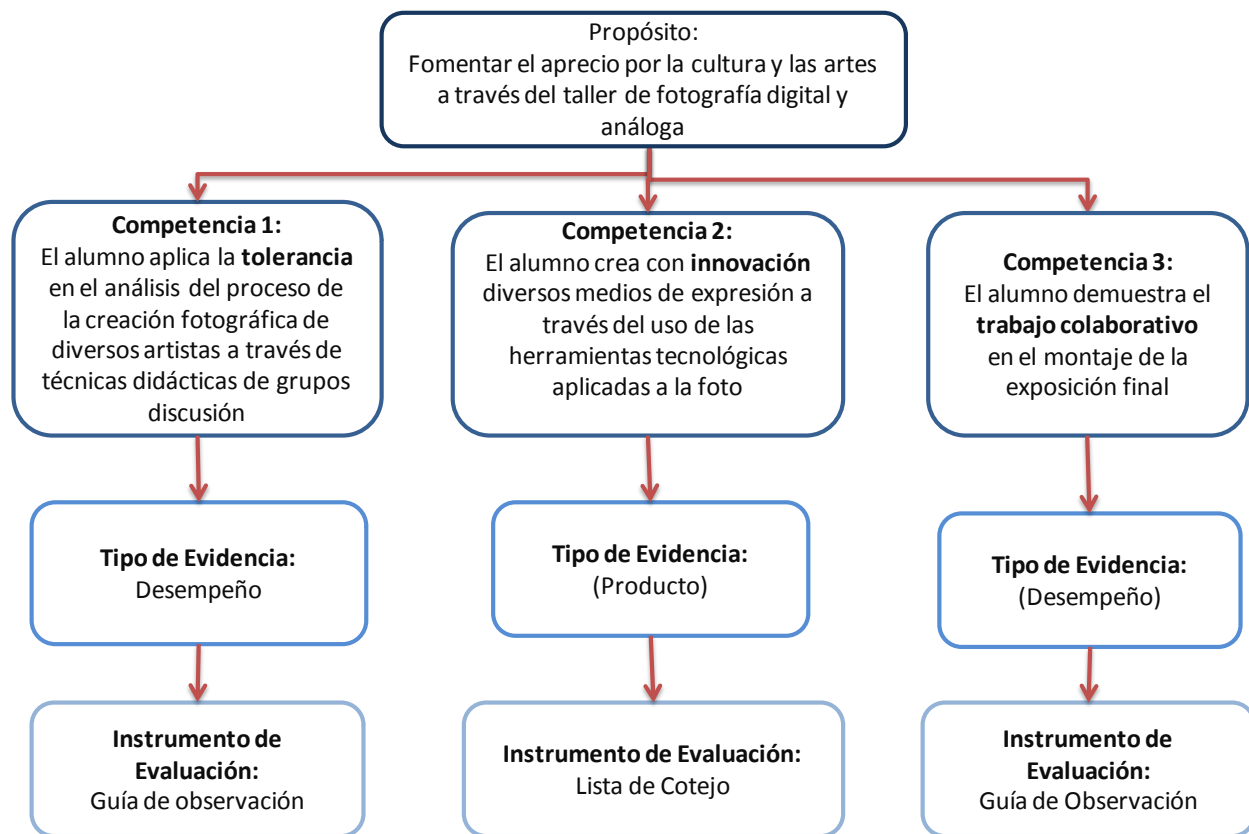 Propósito:
Fomentar el aprecio por la cultura y las artes
a través del taller de fotografía digital y
análoga
Competencia 1:
El alumno aplica la tolerancia
en el análisis del proceso de
la creación fotográfica de
diversos artistas a través de
técnicas didácticas de grupos
discusión
Competencia 2:
El alumno crea con innovación
diversos medios de expresión a
través del uso de las
herramientas tecnológicas
aplicadas a la foto
Competencia 3:
El alumno demuestra el
trabajo colaborativo
en el montaje de la
exposición final
Tipo de Evidencia:
Desempeño
Tipo de Evidencia:
(Producto)
Tipo de Evidencia:
(Desempeño)
Instrumento de
Evaluación:
Guía de observación
Instrumento de Evaluación:
Lista de Cotejo
Instrumento de
Evaluación:
Guía de Observación